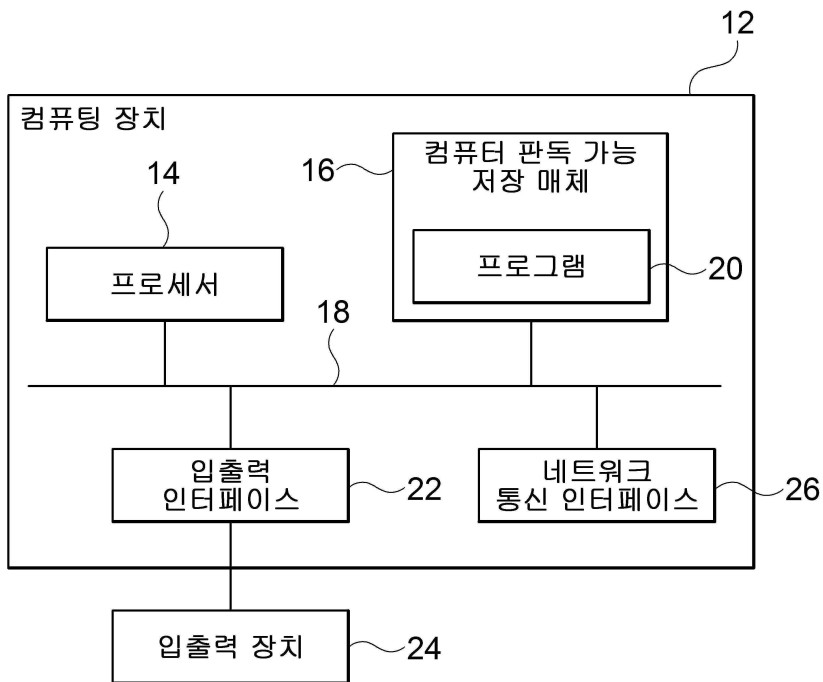 12
컴퓨팅 장치
14
프로세서
16
컴퓨터 판독 가능
저장 매체
프로그램
20
18
입출력
인터페이스
22
네트워크
통신 인터페이스
26
입출력 장치
24